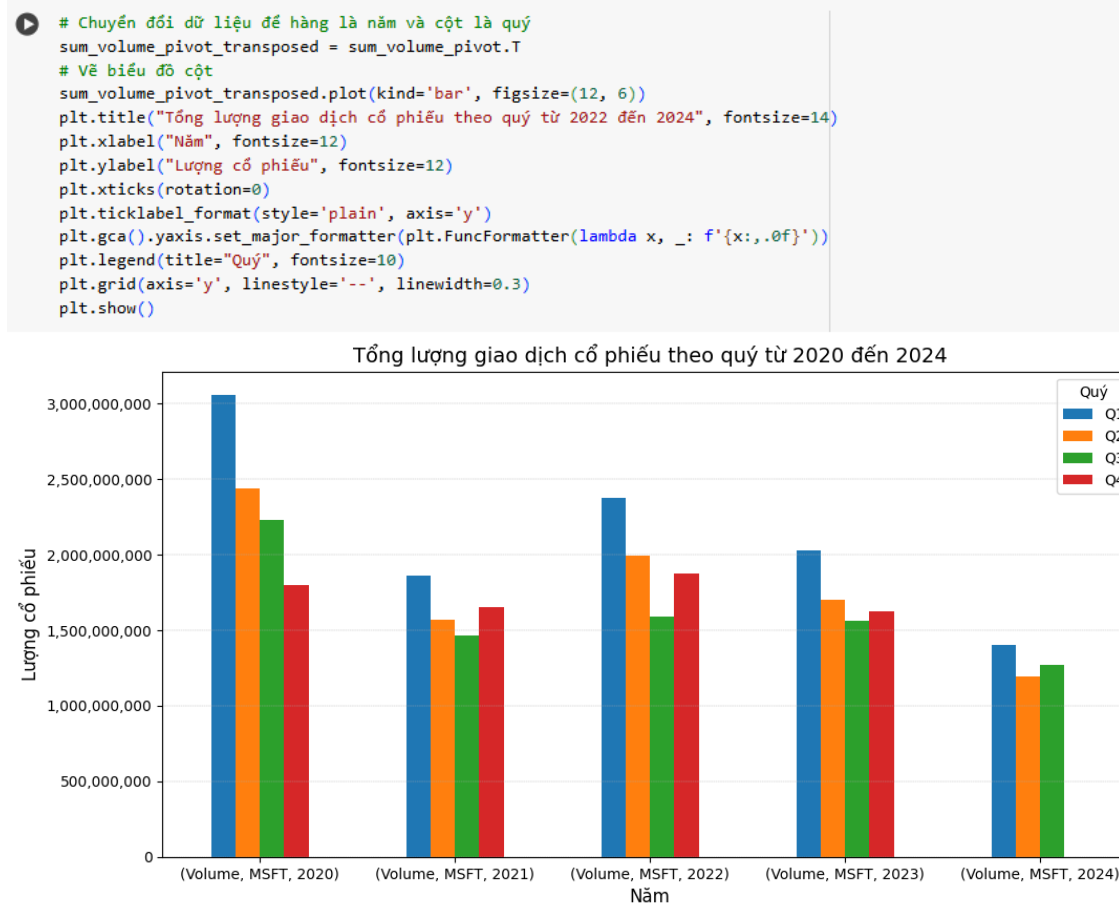 # Chuyển đổi dữ liệu để hàng là năm và cột là quý
sum_volume_pivot_transposed = sum_volume_pivot.T
# Vẽ biểu đồ cột
sum_volume_pivot_transposed.plot(kind='bar', figsize=(12, 6))
plt.title("Tổng lượng giao dịch cổ phiếu theo quý từ 2022 đến 2024", fontsize=14)
plt.xlabel("Năm", fontsize=12)
plt.ylabel("Lượng cổ phiếu", fontsize=12)
plt.xticks(rotation=0)
plt.ticklabel_format(style='plain', axis='y')
plt.gca().yaxis.set_major_formatter(plt.FuncFormatter(lambda x, _: f'{x:,.0f}'))
plt.legend(title="Quý", fontsize=10)
plt.grid(axis='y', linestyle='--', linewidth=0.3)
plt.show()
Tổng lượng giao dịch cổ phiếu theo quý từ 2020 đến 2024
Quý
Q1
Q2
Q3
Q4
3,000,000,000
2,500,000,000
2,000,000,000
1,500,000,000
1,000,000,000
500,000,000
0
Lượng cổ phiếu
(Volume, MSFT, 2020)
(Volume, MSFT, 2021)
(Volume, MSFT, 2022)
(Volume, MSFT, 2023)
(Volume, MSFT, 2024)
Năm